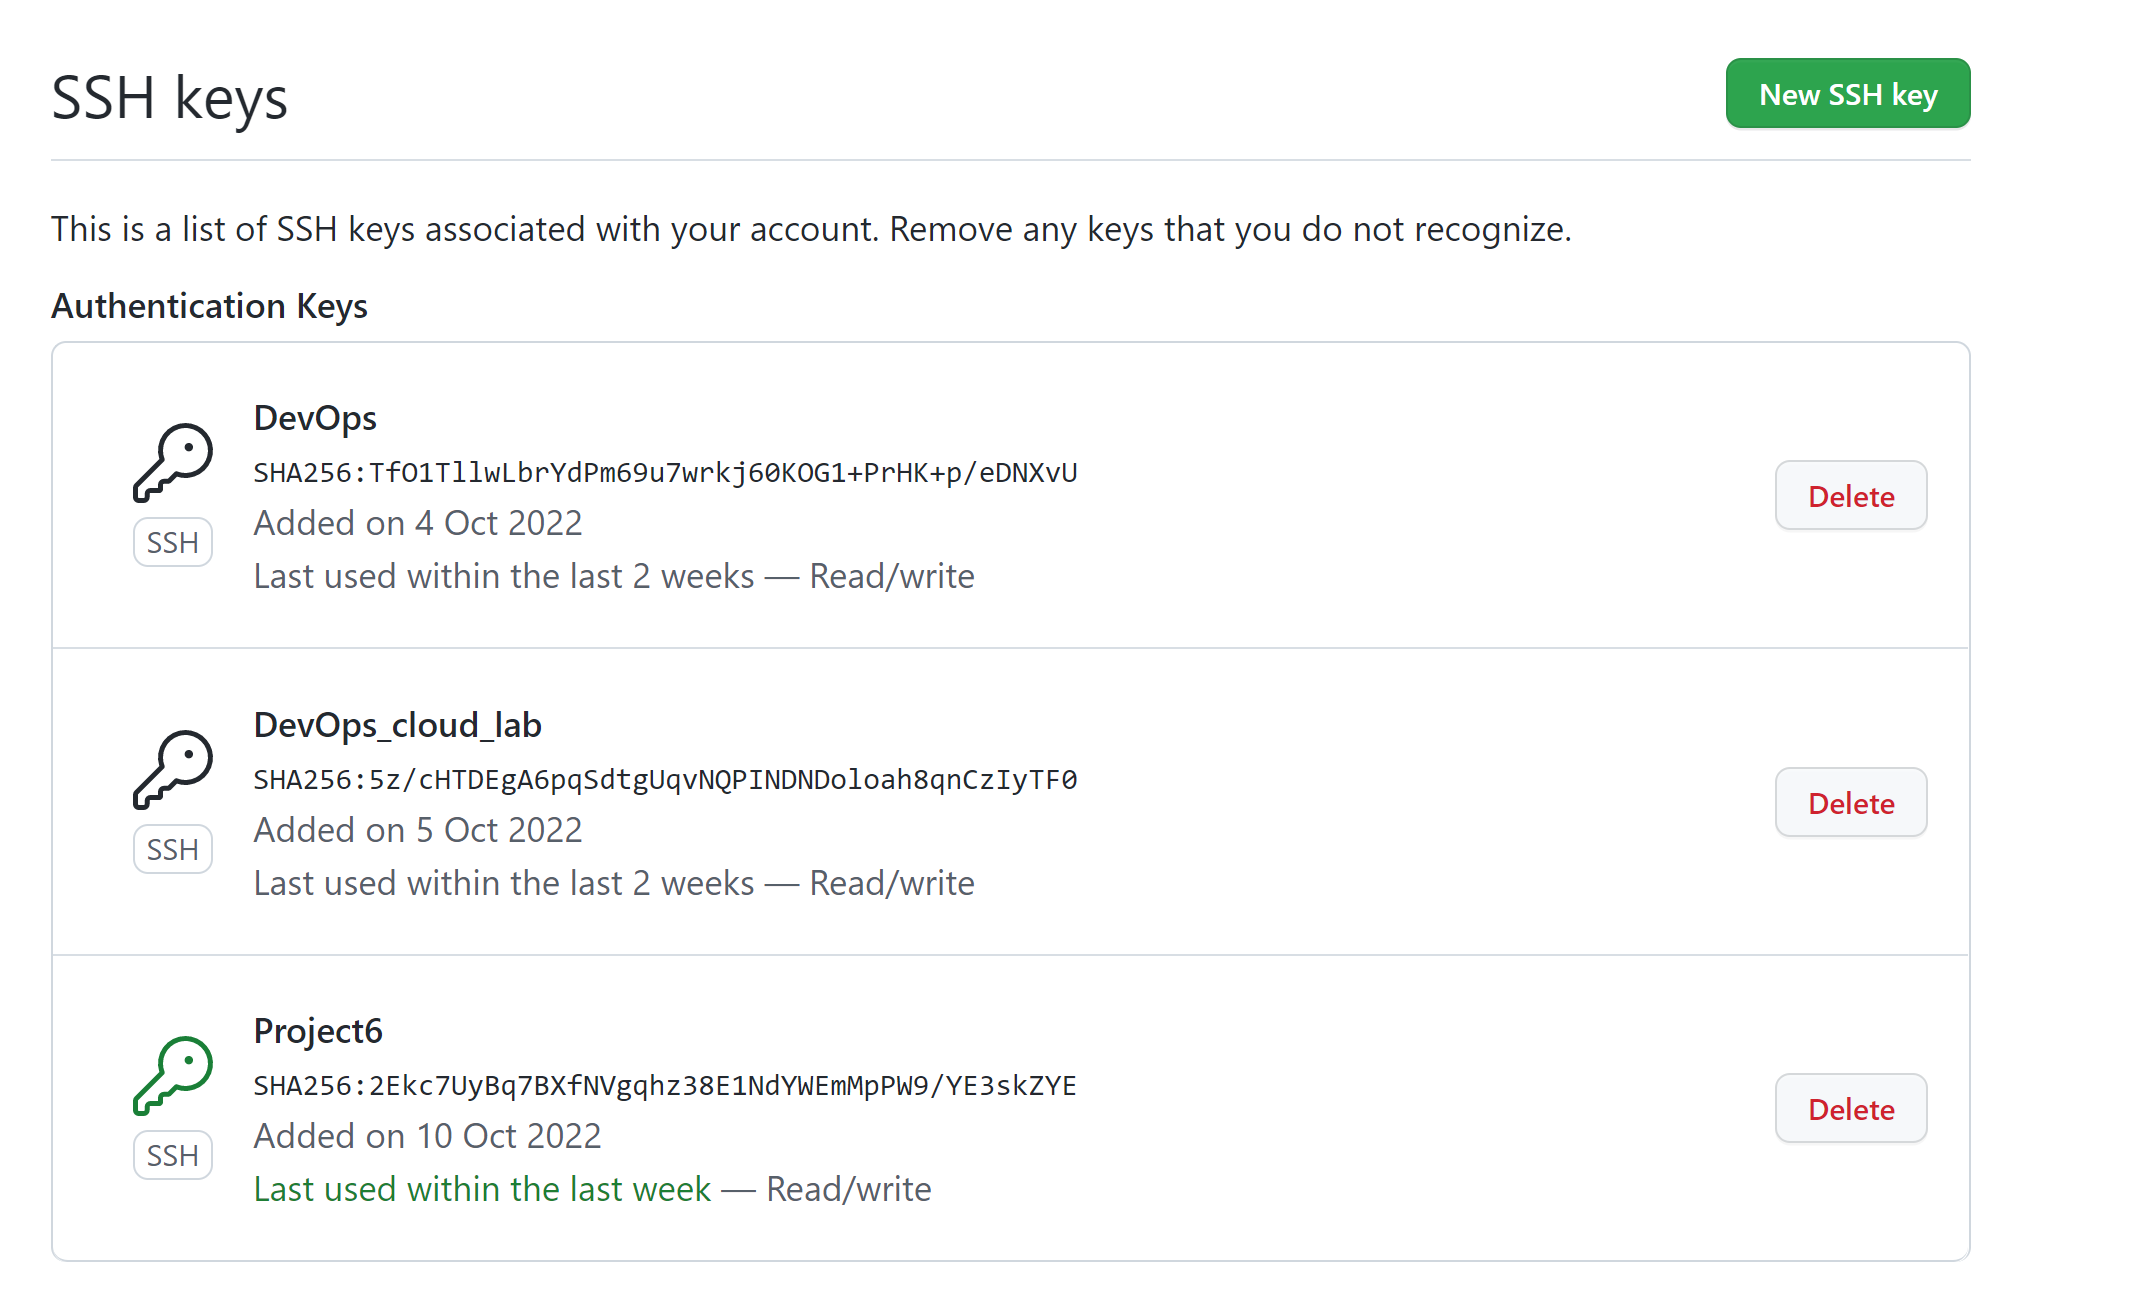 SSH keys
New SSH key
This is a list of SSH keys associated with your account. Remove any keys that you do not recognize.
Authentication Keys
DevOps
SHA256:TfO1TllwLbrYdPm69u7wrkj60KOG1+PrHK+p/eDNXvU
Added on 4 Oct 2022
Last used within the last 2 weeks — Read/write
SSH
Delete
DevOps_cloud_lab
SHA256:5z/cHTDEgA6pqSdtgUqvNQPINDNDoloah8qnCzIyTF0
Added on 5 Oct 2022
Last used within the last 2 weeks — Read/write
SSH
Delete
Project6
SHA256:2Ekc7UyBq7BXfNVgqhz38E1NdYWEmMpPW9/YE3skZYE
Added on 10 Oct 2022
Last used within the last week — Read/write
SSH
Delete